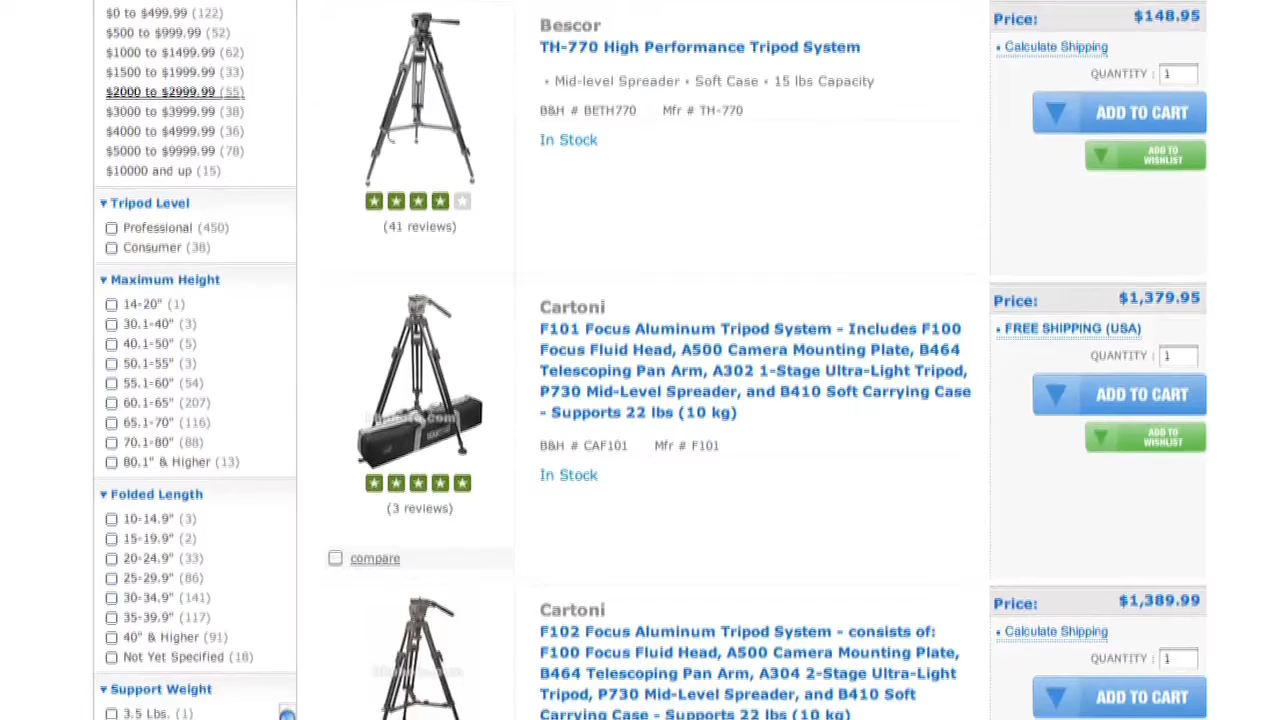 $0 to $499.99 (122)
$500 to $999.99 (52)
$1000 to $1499.99 (62)
$1500 to $1999.99 (33)
$2000 to $2999.99 (55)
$3000 to $3999.99 (38)
$4000 to $4999.99 (36)
$5000 to $9999.99 (78)
$10000 and up (15)
Tripod Level
Professional (450)
Consumer (38)
Maximum Height
14-20" (1)
30.1-40" (3)
40.1-50" (5)
50.1-55" (3)
55.1-60" (54)
60.1-65" (207)
65.1-70" (116)
70.1-80" (88)
80.1" & Higher (13)
Folded Length
10-14.9" (3)
15-19.9" (2)
20-24.9" (33)
25-29.9" (86)
30-34.9" (141)
35-39.9" (117)
40" & Higher (91)
Not Yet Specified (18)
Support Weight
3.5 Lbs. (1)
(41 reviews)
Bescor
TH-770 High Performance Tripod System
• Mid-level Spreader • Soft Case • 15 lbs Capacity
B&H # BETH770 Mfr # TH-770
In Stock
Price: $148.95
• Calculate Shipping
QUANTITY : 1
ADD TO CART
ADD TO
WISHLIST
(3 reviews)
compare
Cartoni
F101 Focus Aluminum Tripod System - Includes F100
Focus Fluid Head, A500 Camera Mounting Plate, B464
Telescoping Pan Arm, A302 1-Stage Ultra-Light Tripod,
P730 Mid-Level Spreader, and B410 Soft Carrying Case
- Supports 22 lbs (10 kg)
B&H # CAF101 Mfr # F101
In Stock
Price: $1,379.95
• FREE SHIPPING (USA)
QUANTITY : 1
ADD TO CART
ADD TO
WISHLIST
Cartoni
F102 Focus Aluminum Tripod System - consists of:
F100 Focus Fluid Head, A500 Camera Mounting Plate,
B464 Telescoping Pan Arm, A304 2-Stage Ultra-Light
Tripod, P730 Mid-Level Spreader, and B410 Soft
Carrying Case - Supports 22 lbs (10 kg)
Price: $1,389.99
• Calculate Shipping
QUANTITY : 1
ADD TO CART